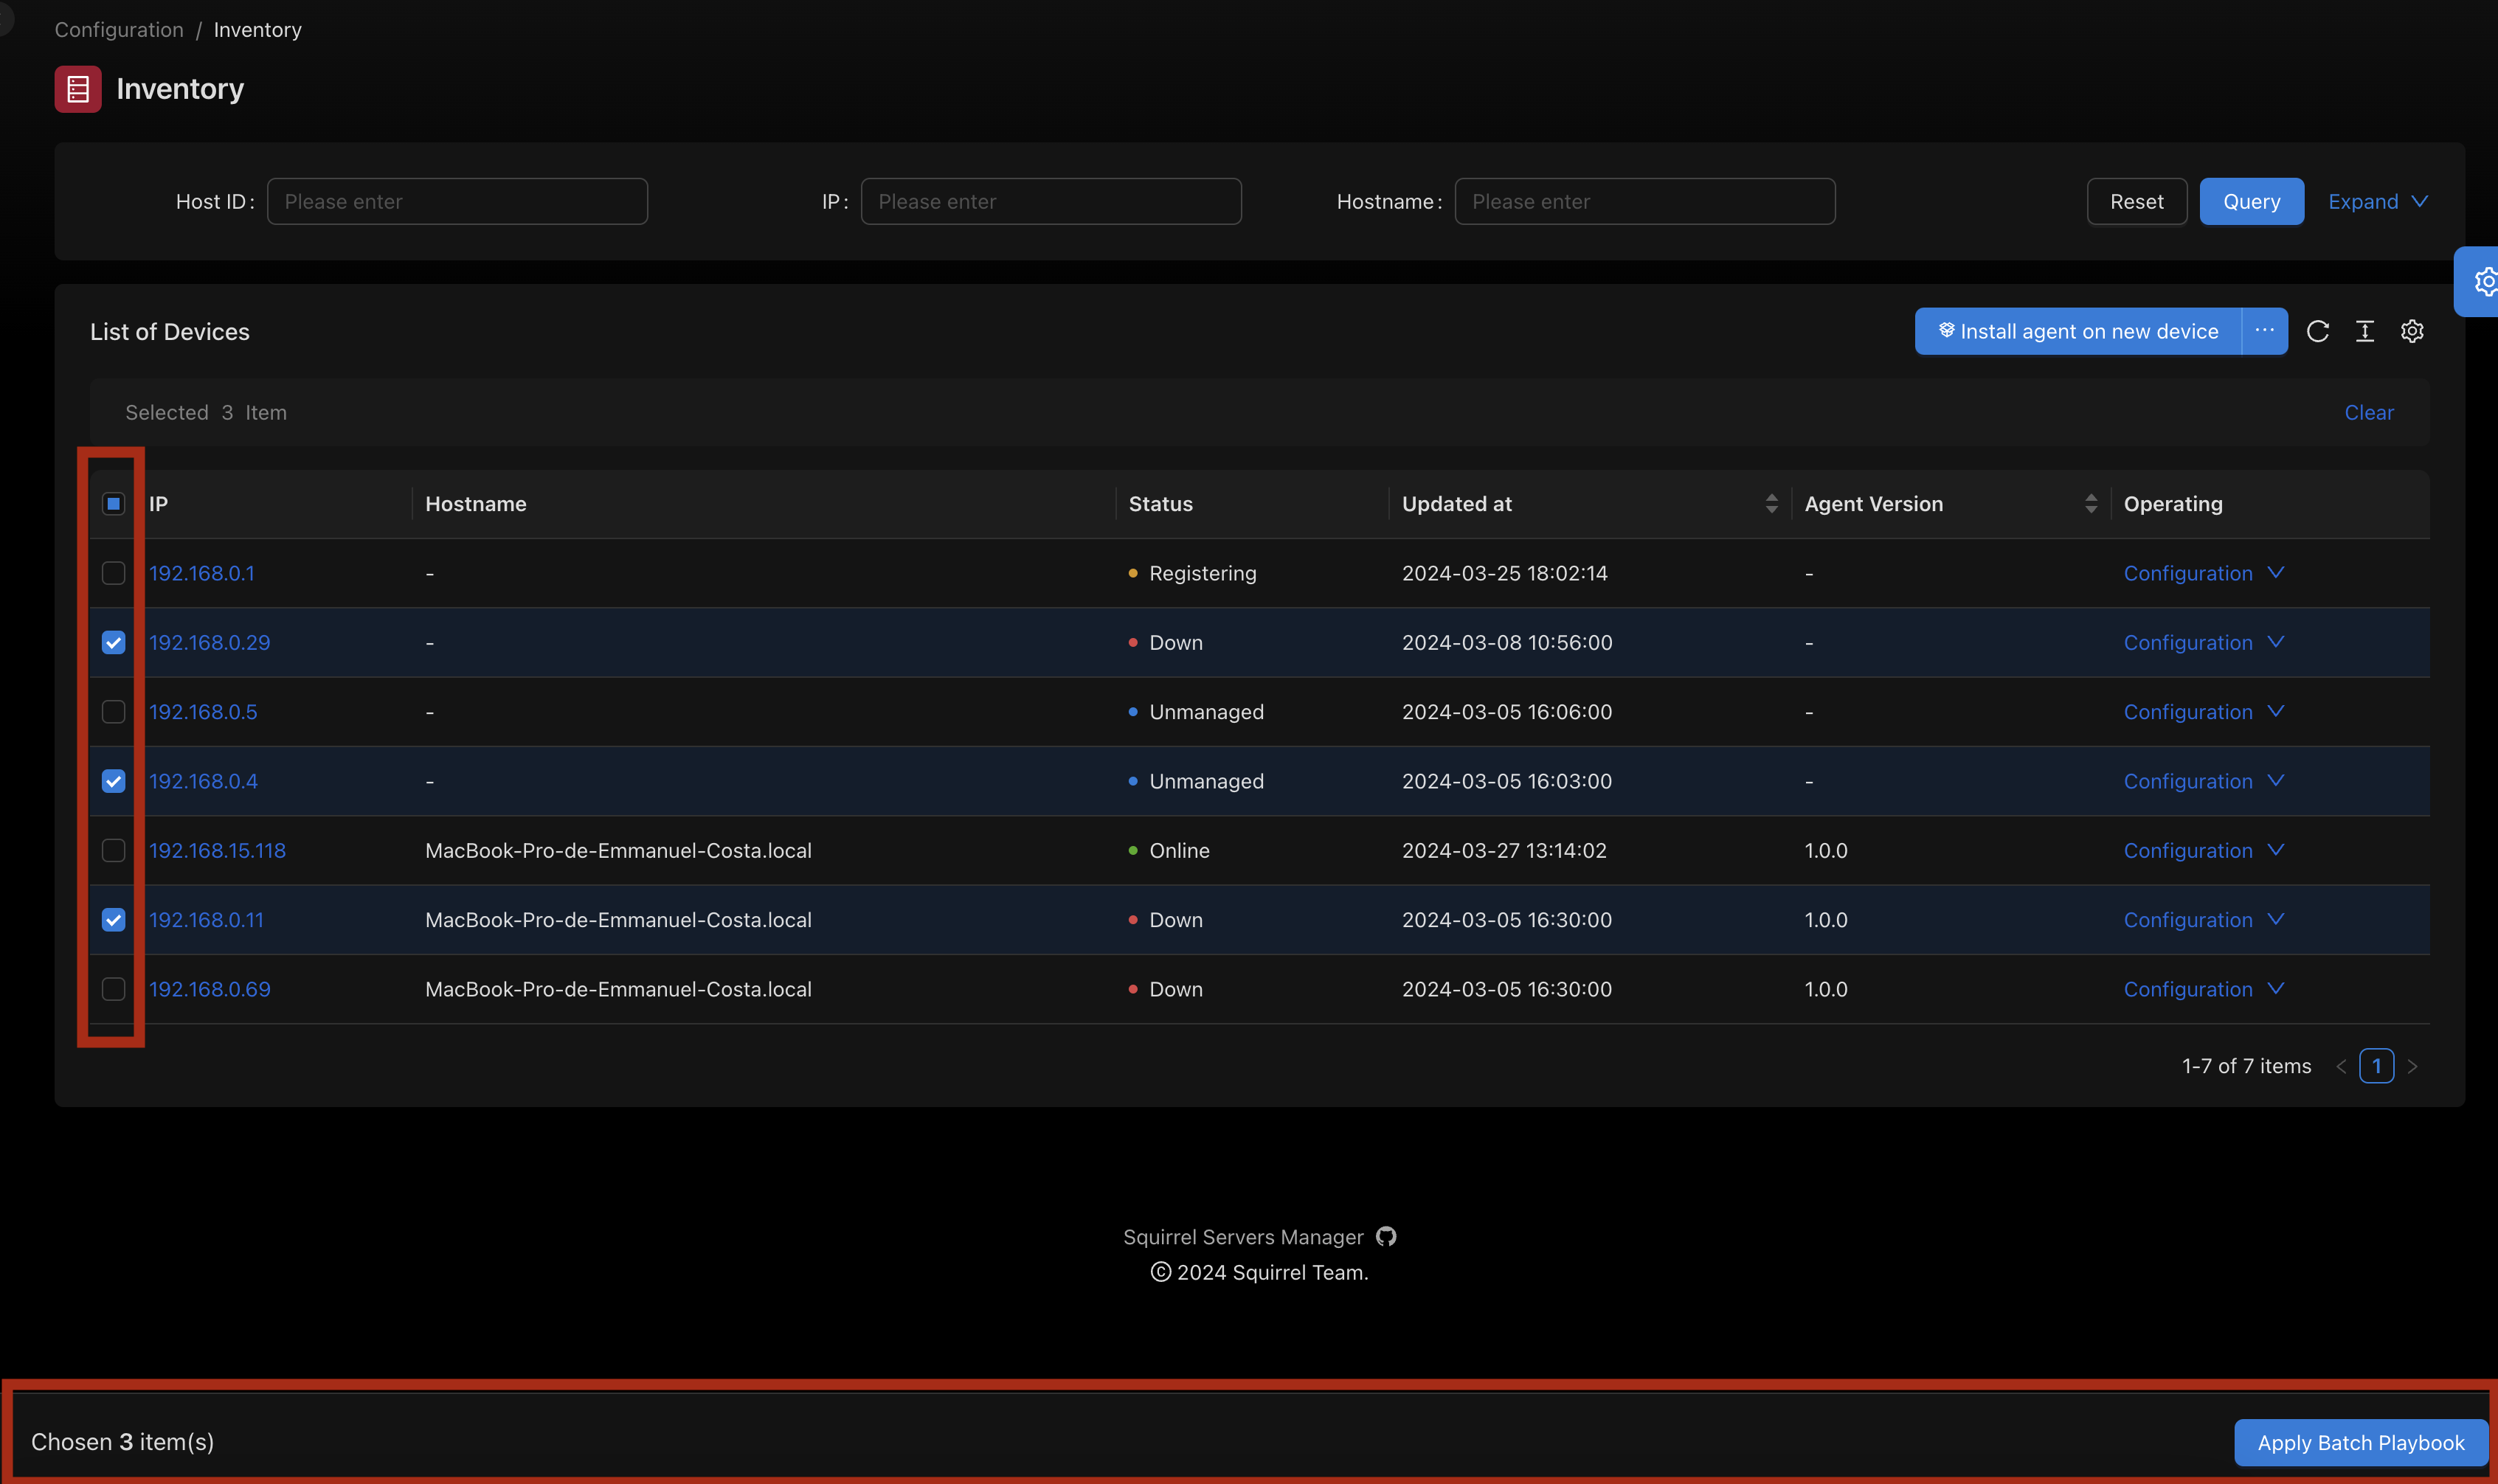 Configuration / Inventory
Inventory
Host ID: Please enter IP: Please enter Hostname: Please enter Reset Query Expand
List of Devices Install agent on new device ···
Selected 3 Item Clear
IP Hostname Status Updated at Agent Version Operating
192.168.0.1 - Registering 2024-03-25 18:02:14 - Configuration
192.168.0.29 - Down 2024-03-08 10:56:00 - Configuration
192.168.0.5 - Unmanaged 2024-03-05 16:06:00 - Configuration
192.168.0.4 - Unmanaged 2024-03-05 16:03:00 - Configuration
192.168.15.118 MacBook-Pro-de-Emmanuel-Costa.local Online 2024-03-27 13:14:02 1.0.0 Configuration
192.168.0.11 MacBook-Pro-de-Emmanuel-Costa.local Down 2024-03-05 16:30:00 1.0.0 Configuration
192.168.0.69 MacBook-Pro-de-Emmanuel-Costa.local Down 2024-03-05 16:30:00 1.0.0 Configuration
1-7 of 7 items < 1 >
Squirrel Servers Manager
© 2024 Squirrel Team.
Chosen 3 item(s) Apply Batch Playbook